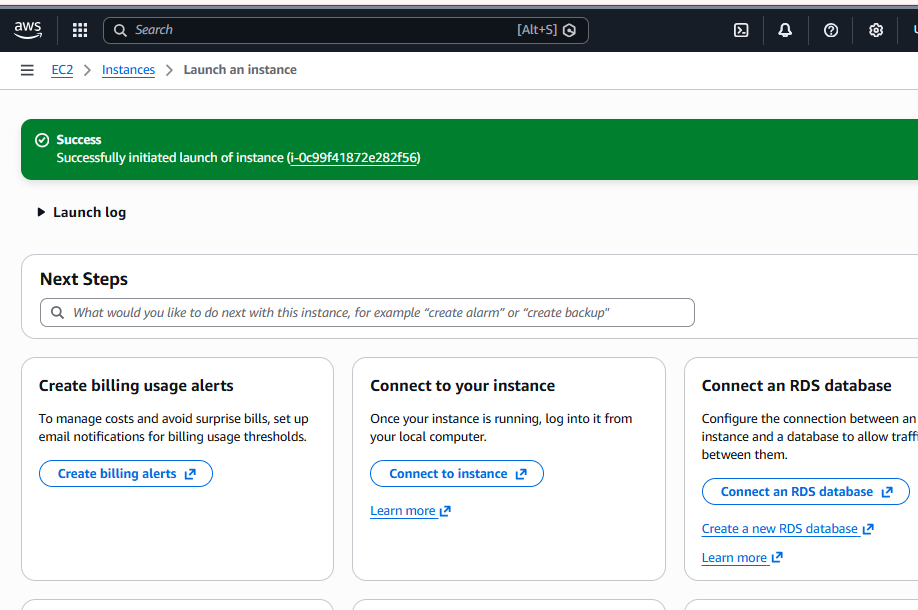 aws
Search [Alt+S]
EC2 Instances Launch an instance
Success
Successfully initiated launch of instance (i-0c99f41872e282f56)
Launch log
Next Steps
What would you like to do next with this instance, for example “create alarm” or “create backup”
Create billing usage alerts
To manage costs and avoid surprise bills, set up
email notifications for billing usage thresholds.
Create billing alerts
Connect to your instance
Once your instance is running, log into it from
your local computer.
Connect to instance
Learn more
Connect an RDS database
Configure the connection between an
instance and a database to allow traff
between them.
Connect an RDS database
Create a new RDS database
Learn more